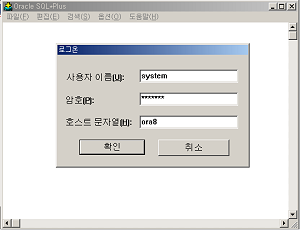 Oracle SQL*Plus
파일(F) 편집(E) 검색(S) 옵션(O) 도움말(H)
로그온
사용자 이름(U): system
암호(P): *******
호스트 문자열(H): ora8
확인 취소